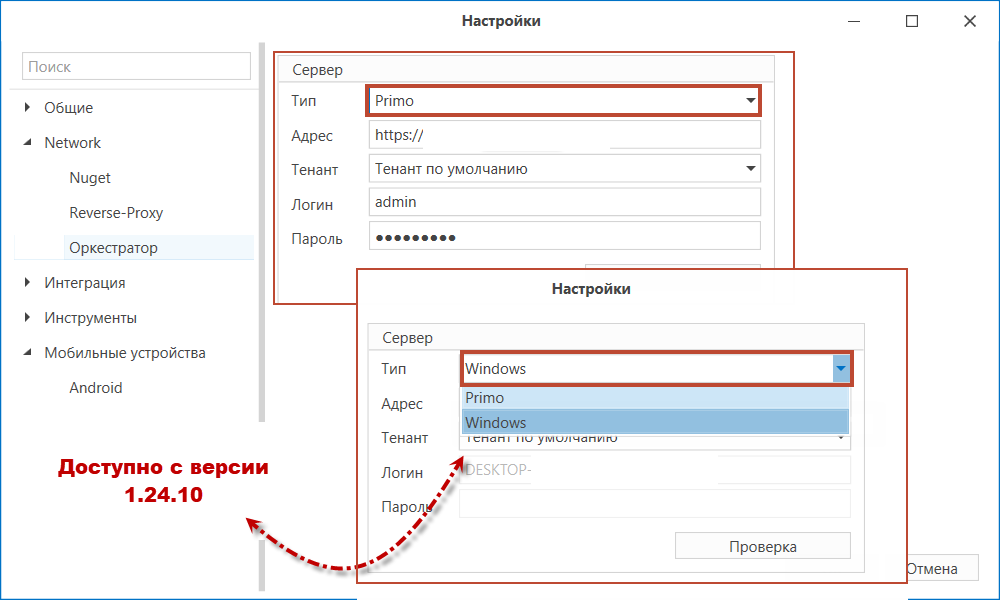 Настройки
Поиск
Общие
Network
Nuget
Reverse-Proxy
Оркестратор
Интеграция
Инструменты
Мобильные устройства
Android
Сервер
Тип Primo
Адрес https://
Тенант Тенант по умолчанию
Логин admin
Пароль ●●●●●●●●●
Настройки
Сервер
Тип Windows
Primo
Windows
Адрес
Тенант Тенант по умолчанию
Логин DESKTOP-
Пароль
Проверка
Отмена
Доступно с версии
1.24.10